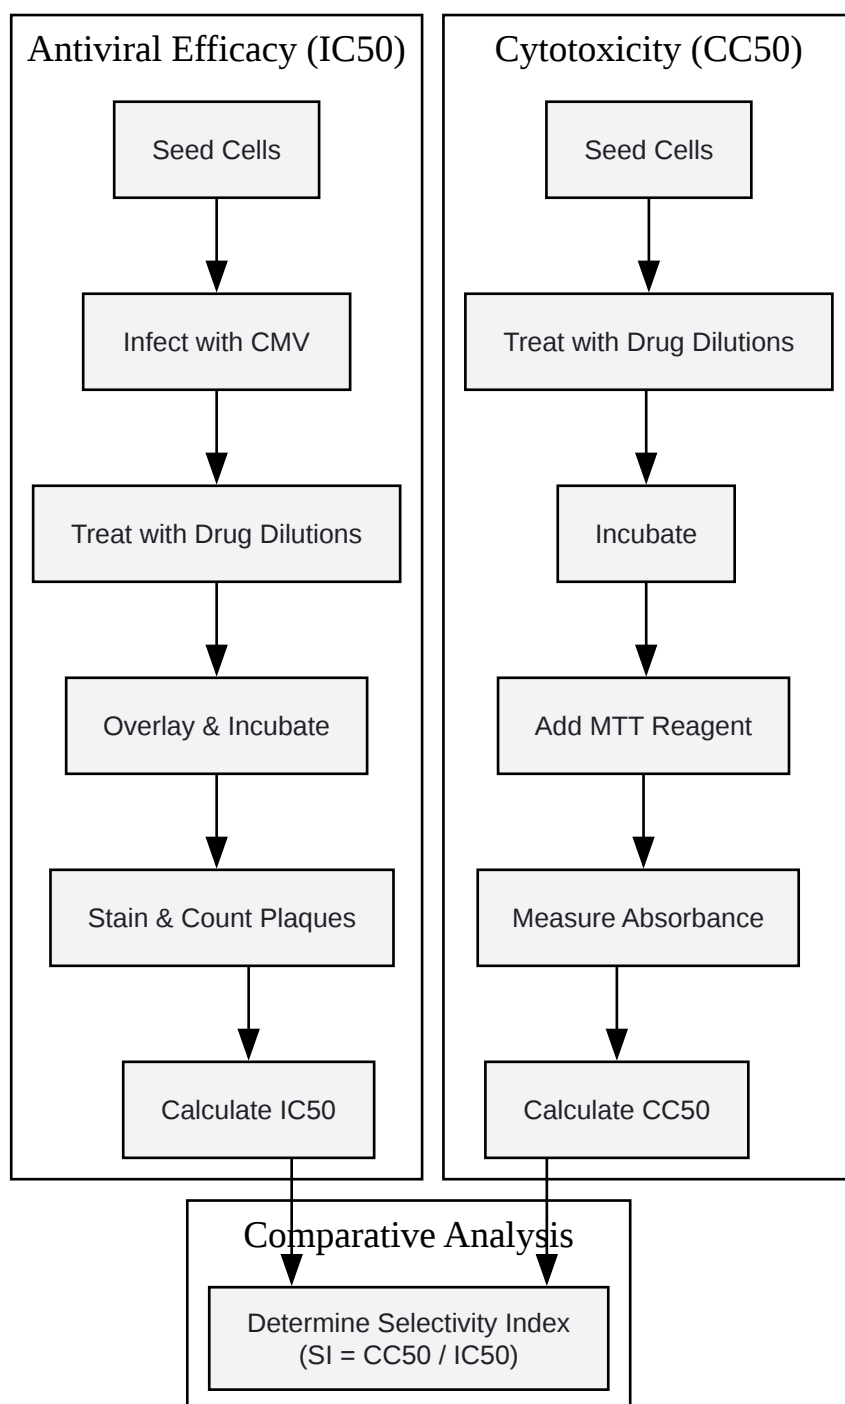 Antiviral Efficacy (IC50)
Seed Cells
Infect with CMV
Treat with Drug Dilutions
Overlay & Incubate
Stain & Count Plaques
Calculate IC50
Cytotoxicity (CC50)
Seed Cells
Treat with Drug Dilutions
Incubate
Add MTT Reagent
Measure Absorbance
Calculate CC50
Comparative Analysis
Determine Selectivity Index
(SI = CC50 / IC50)